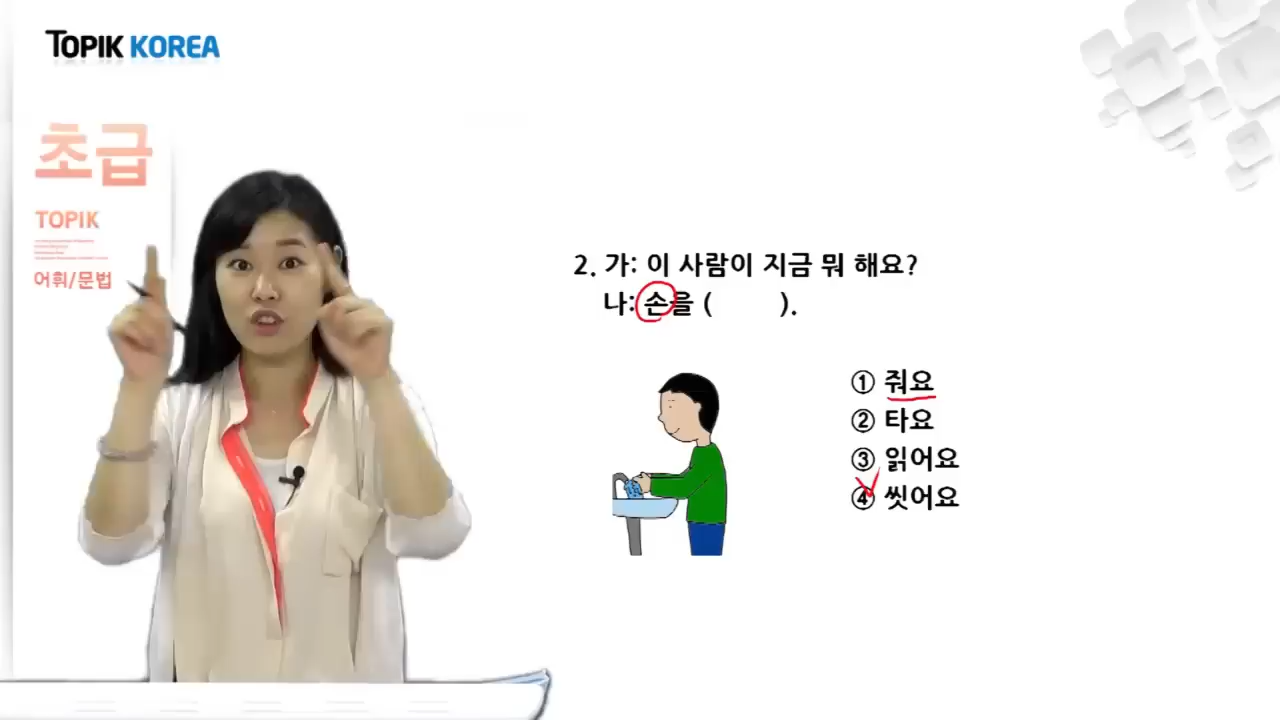 TOPIK KOREA
초급
TOPIK
어휘/문법
2. 가: 이 사람이 지금 뭐 해요?
나: 손을 ( ).
① 줘요
② 타요
③ 읽어요
④ 씻어요